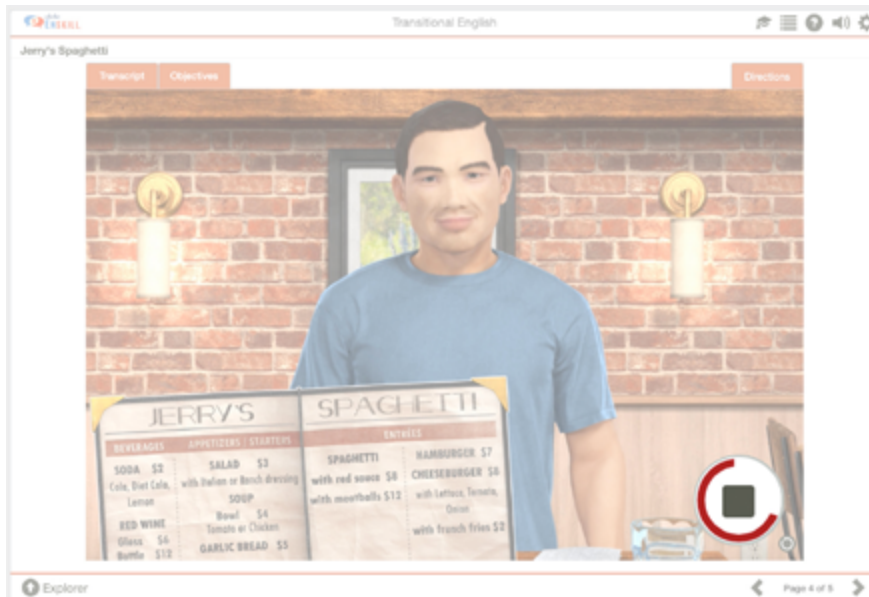 ENSKILL
Transitional English
Jerry's Spaghetti
Transcript
Objectives
Directions
JERRY'S
BEVERAGES
SODA $2
Cola, Diet Cola,
Lemon
RED WINE
Glass $6
Bottle $12
APPETIZERS / STARTERS
SALAD $3
with Italian or Ranch dressing
SOUP
Bowl $4
Tomato or Chicken
GARLIC BREAD $5
SPAGHETTI
ENTRÉES
SPAGHETTI
with red sauce $8
with meatballs $12
HAMBURGER $7
CHEESEBURGER $8
with Lettuce, Tomato,
Onion
with french fries $2
Explorer
Page 4 of 5